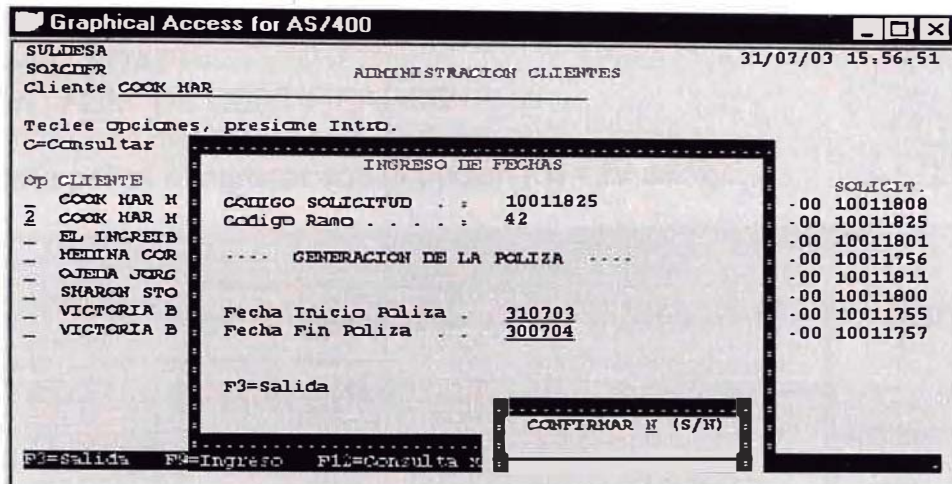 Graphical Access for AS/400
SULDESA 31/07/03 15:56:51
SOACDFR ADMINISTRACION CLIENTES
Cliente COOK HAR
Teclee opciones, presione Intro.
C=Consultar
INGRESO DE FECHAS
Op CLIENTE SOLICIT.
_ COOK HAR H CODIGO SOLICITUD . : 10011825 -00 10011808
2 COOK HAR H Codigo Ramo . . . . : 42 -00 10011825
_ EL INCREIB -00 10011801
_ MEDINA COR ---- GENERACION DE LA POLIZA ---- -00 10011756
_ OJEDA JORG -00 10011811
_ SHARON STO -00 10011800
_ VICTORIA B Fecha Inicio Poliza . 310703 -00 10011755
_ VICTORIA B Fecha Fin Poliza . . 300704 -00 10011757
F3=Salida
CONFIRMAR N (S/N)
F3=Salida F9=Ingreso F12=Consulta x